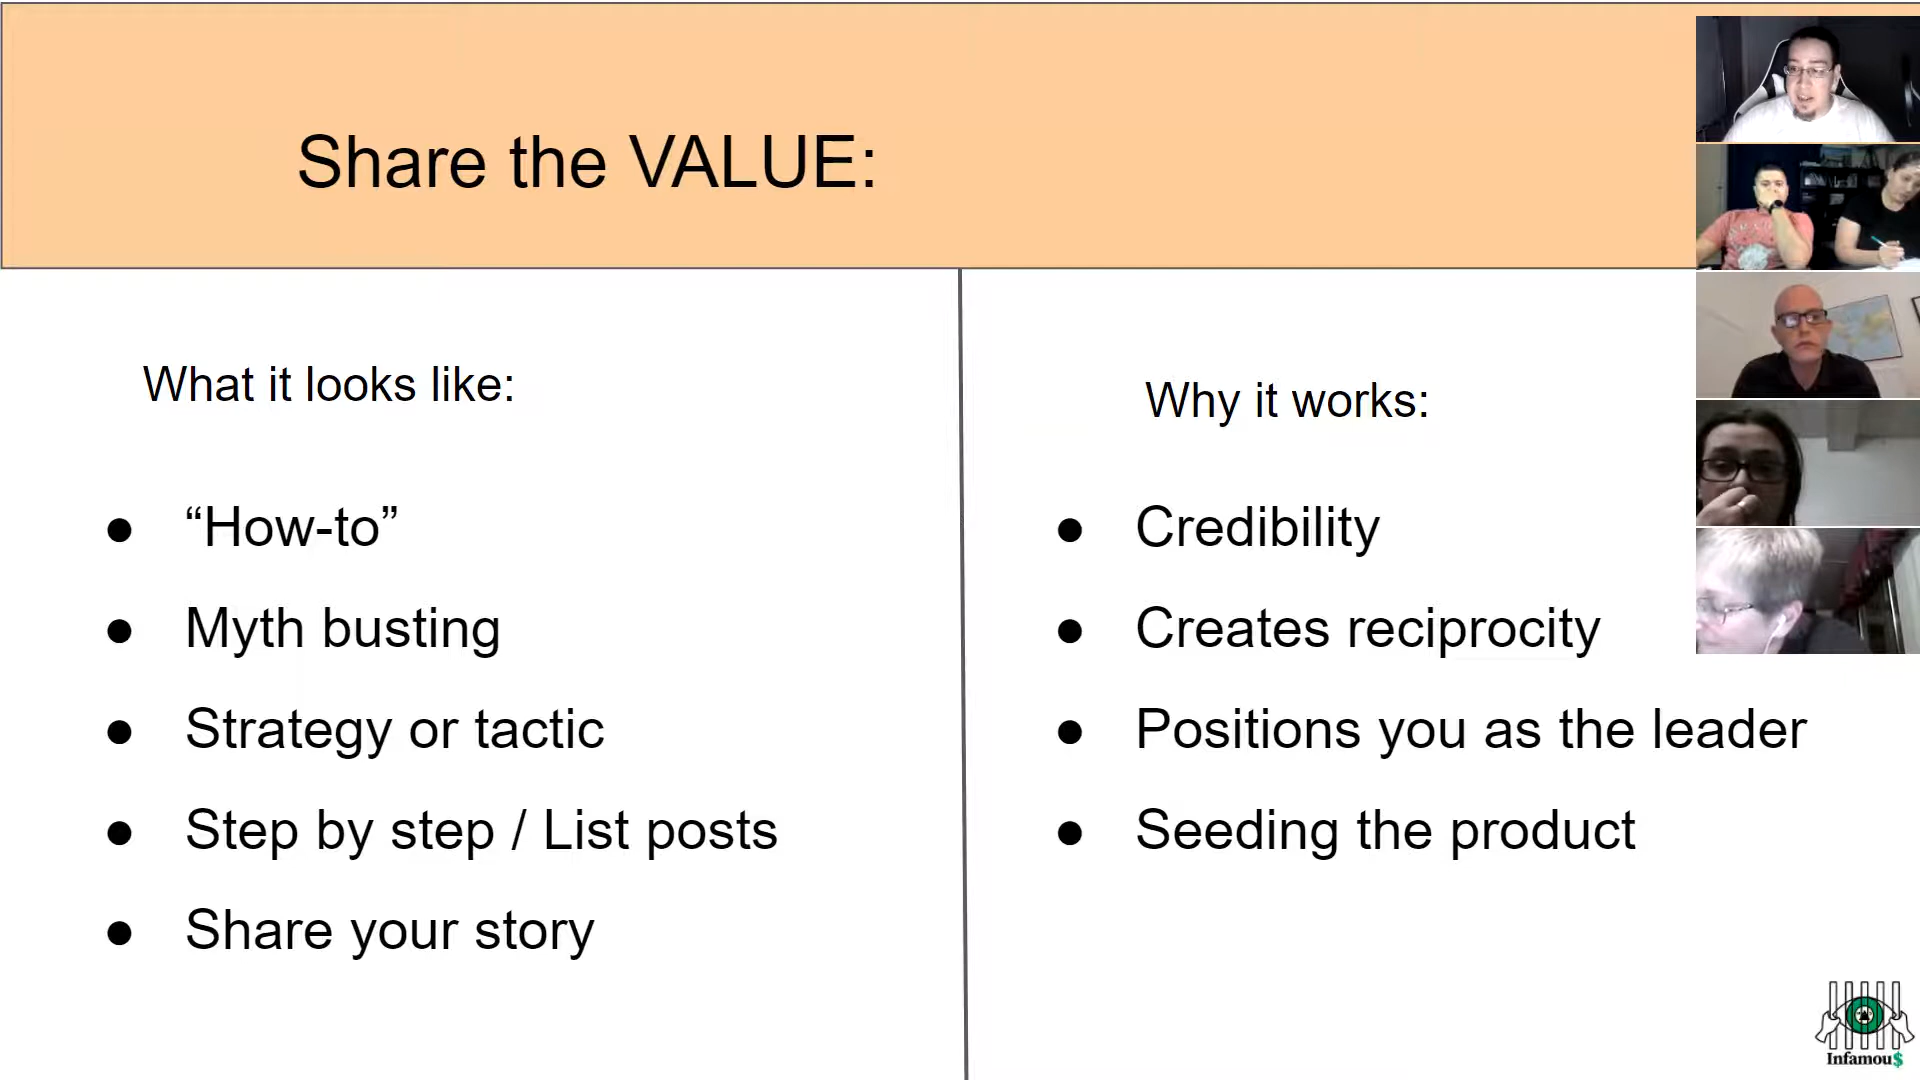 Share the VALUE:
What it looks like:
● “How-to”
● Myth busting
● Strategy or tactic
● Step by step / List posts
● Share your story
Why it works:
● Credibility
● Creates reciprocity
● Positions you as the leader
● Seeding the product
Infamou$